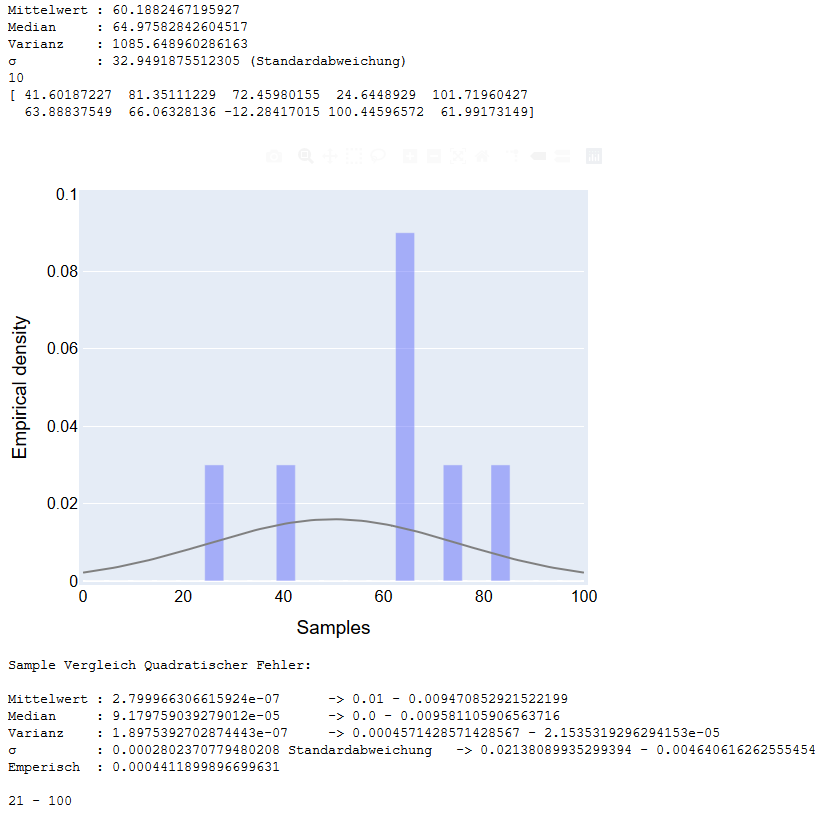 Mittelwert : 60.1882467195927
Median     : 64.97582842604517
Varianz    : 1085.648960286163
σ          : 32.9491875512305 (Standardabweichung)
10
[ 41.60187227  81.35111229  72.45980155  24.6448929  101.71960427
  63.88837549  66.06328136 -12.28417015 100.44596572  61.99173149]
0.1
0.08
0.06
0.04
0.02
0
Empirical density
0 20 40 60 80 100
Samples
Sample Vergleich Quadratischer Fehler:
Mittelwert : 2.799966306615924e-07      -> 0.01 - 0.009470852921522199
Median     : 9.179759039279012e-05      -> 0.0 - 0.009581105906563716
Varianz    : 1.8975392702874443e-07     -> 0.0004571428571428567 - 2.1535319296294153e-05
σ          : 0.0002802370779480208 Standardabweichung   -> 0.02138089935299394 - 0.004640616262555454
Emperisch  : 0.0004411899896699631
21 - 100